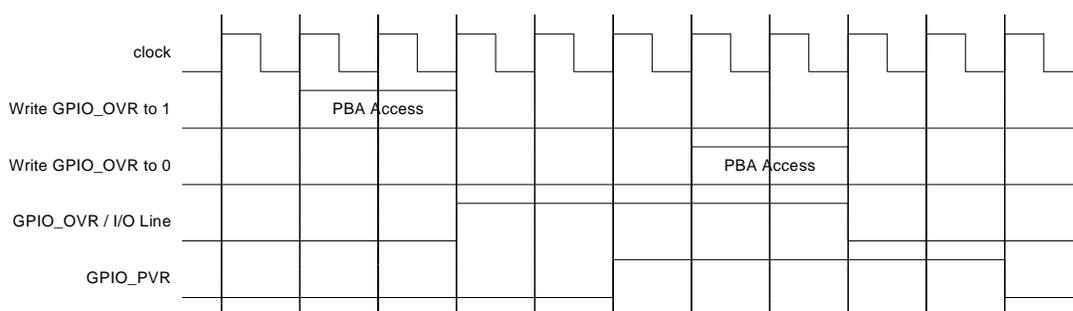 clock
Write GPIO_OVR to 1
PBA Access
Write GPIO_OVR to 0
PBA Access
GPIO_OVR / I/O Line
GPIO_PVR